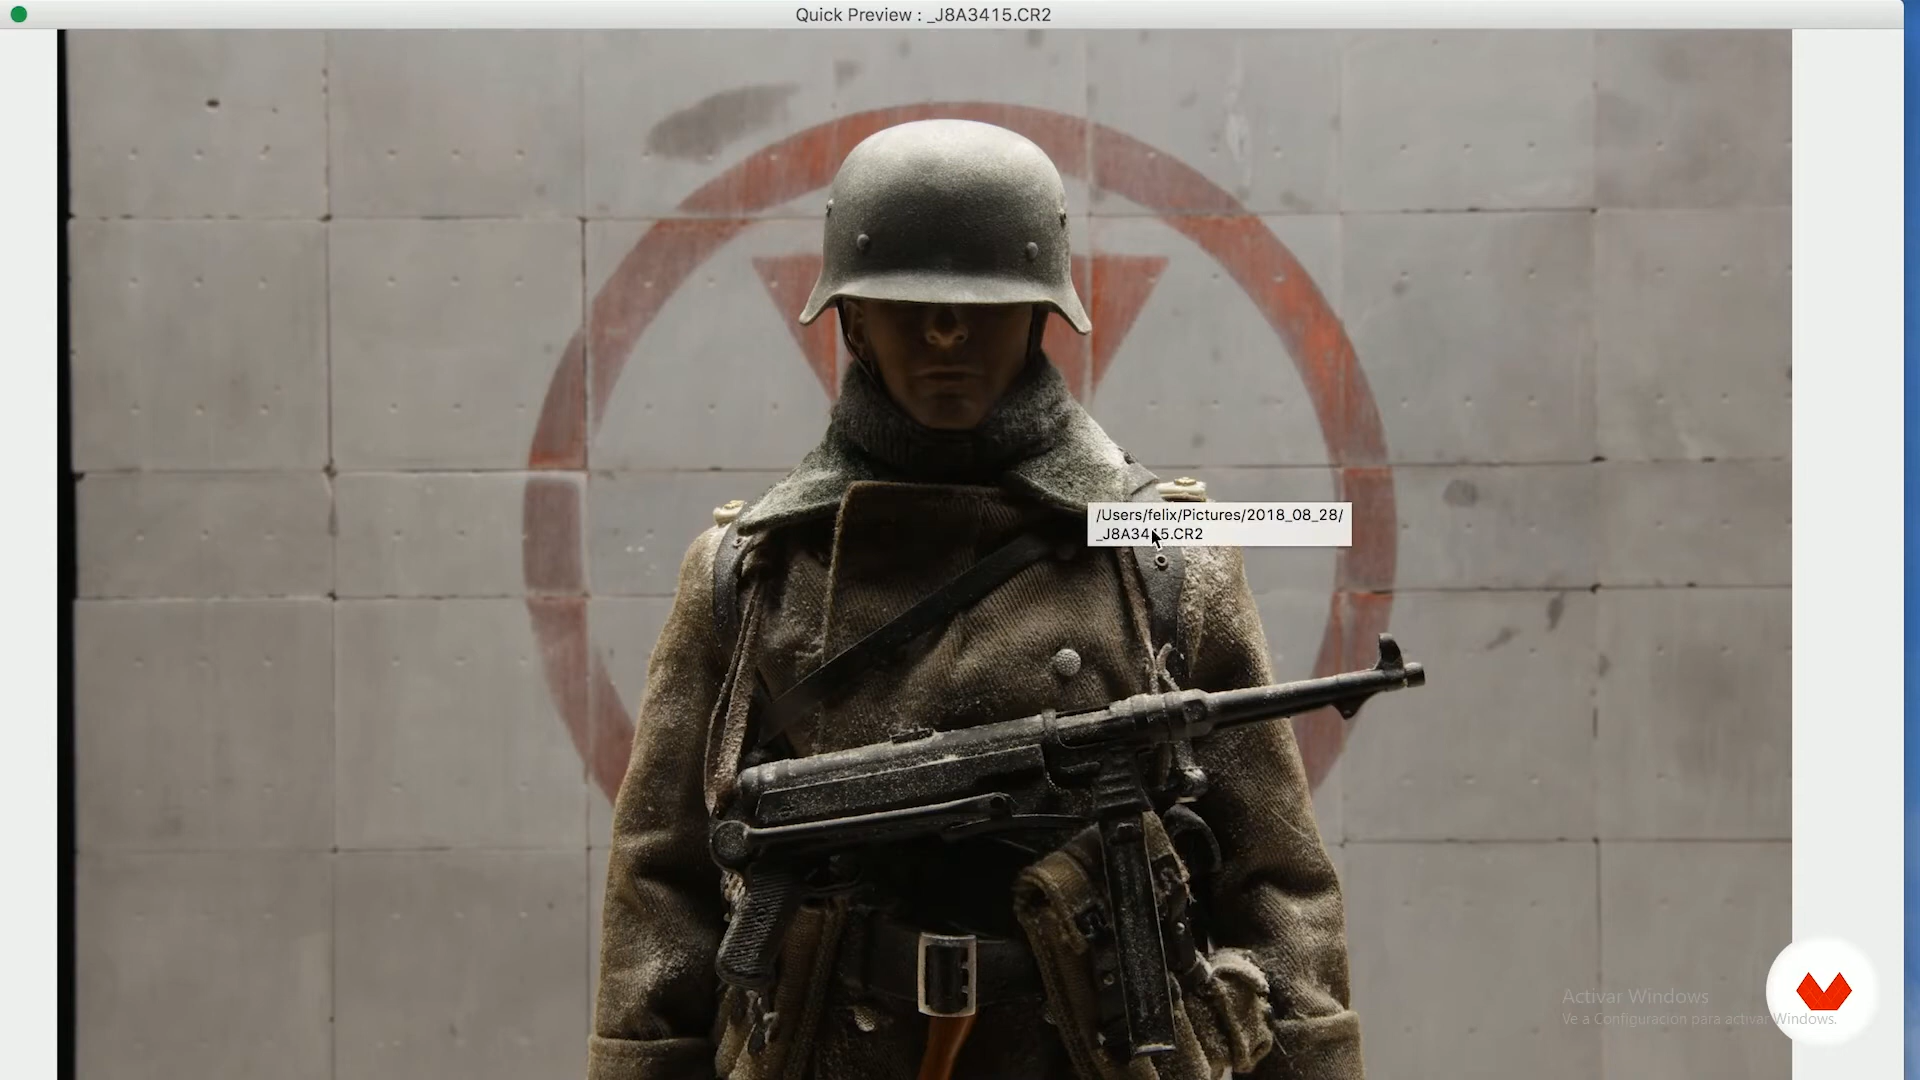 Quick Preview : _J8A3415.CR2
/Users/felix/Pictures/2018_08_28/
_J8A3415.CR2
Activar Windows
Ve a Configuración para activar Windows.